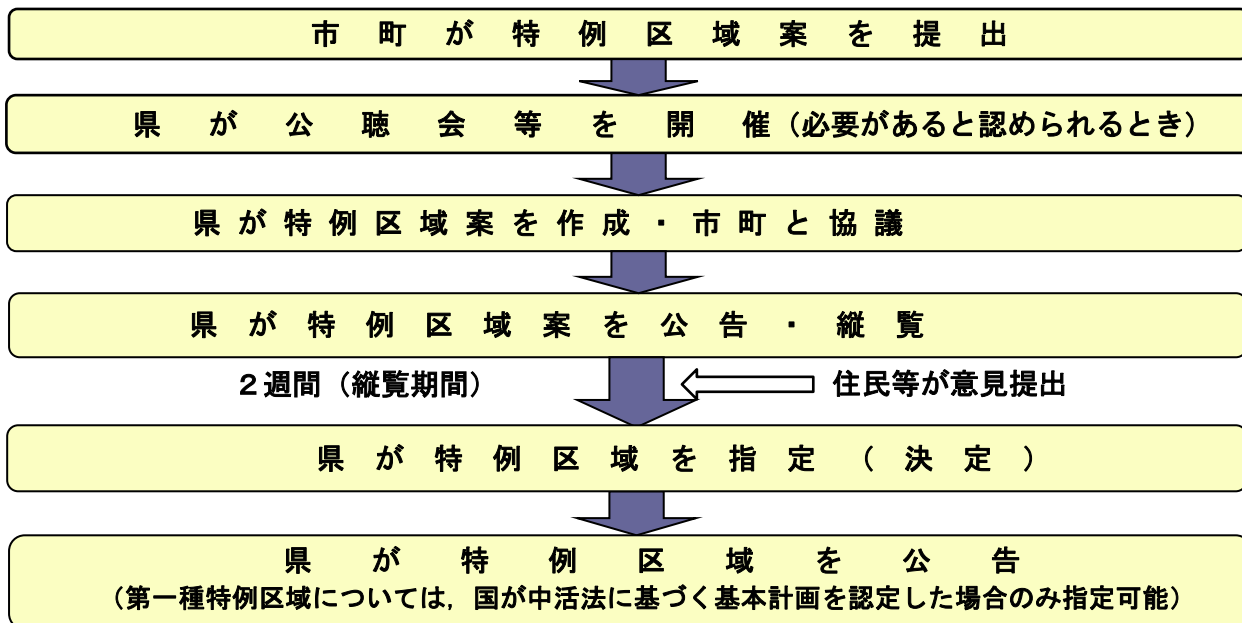 市町が特例区域案を提出
県が公聴会等を開催（必要があると認められるとき）
県が特例区域案を作成・市町と協議
県が特例区域案を公告・縦覧
２週間（縦覧期間）
住民等が意見提出
県が特例区域を指定（決定）
県が特例区域を公告
（第一種特例区域については，国が中活法に基づく基本計画を認定した場合のみ指定可能）